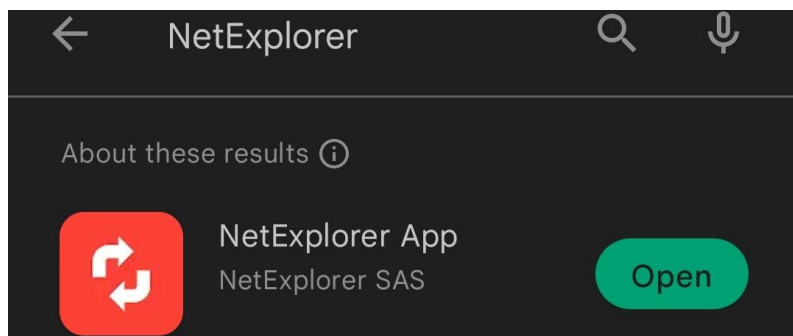 NetExplorer
About these results
NetExplorer App
NetExplorer SAS
Open